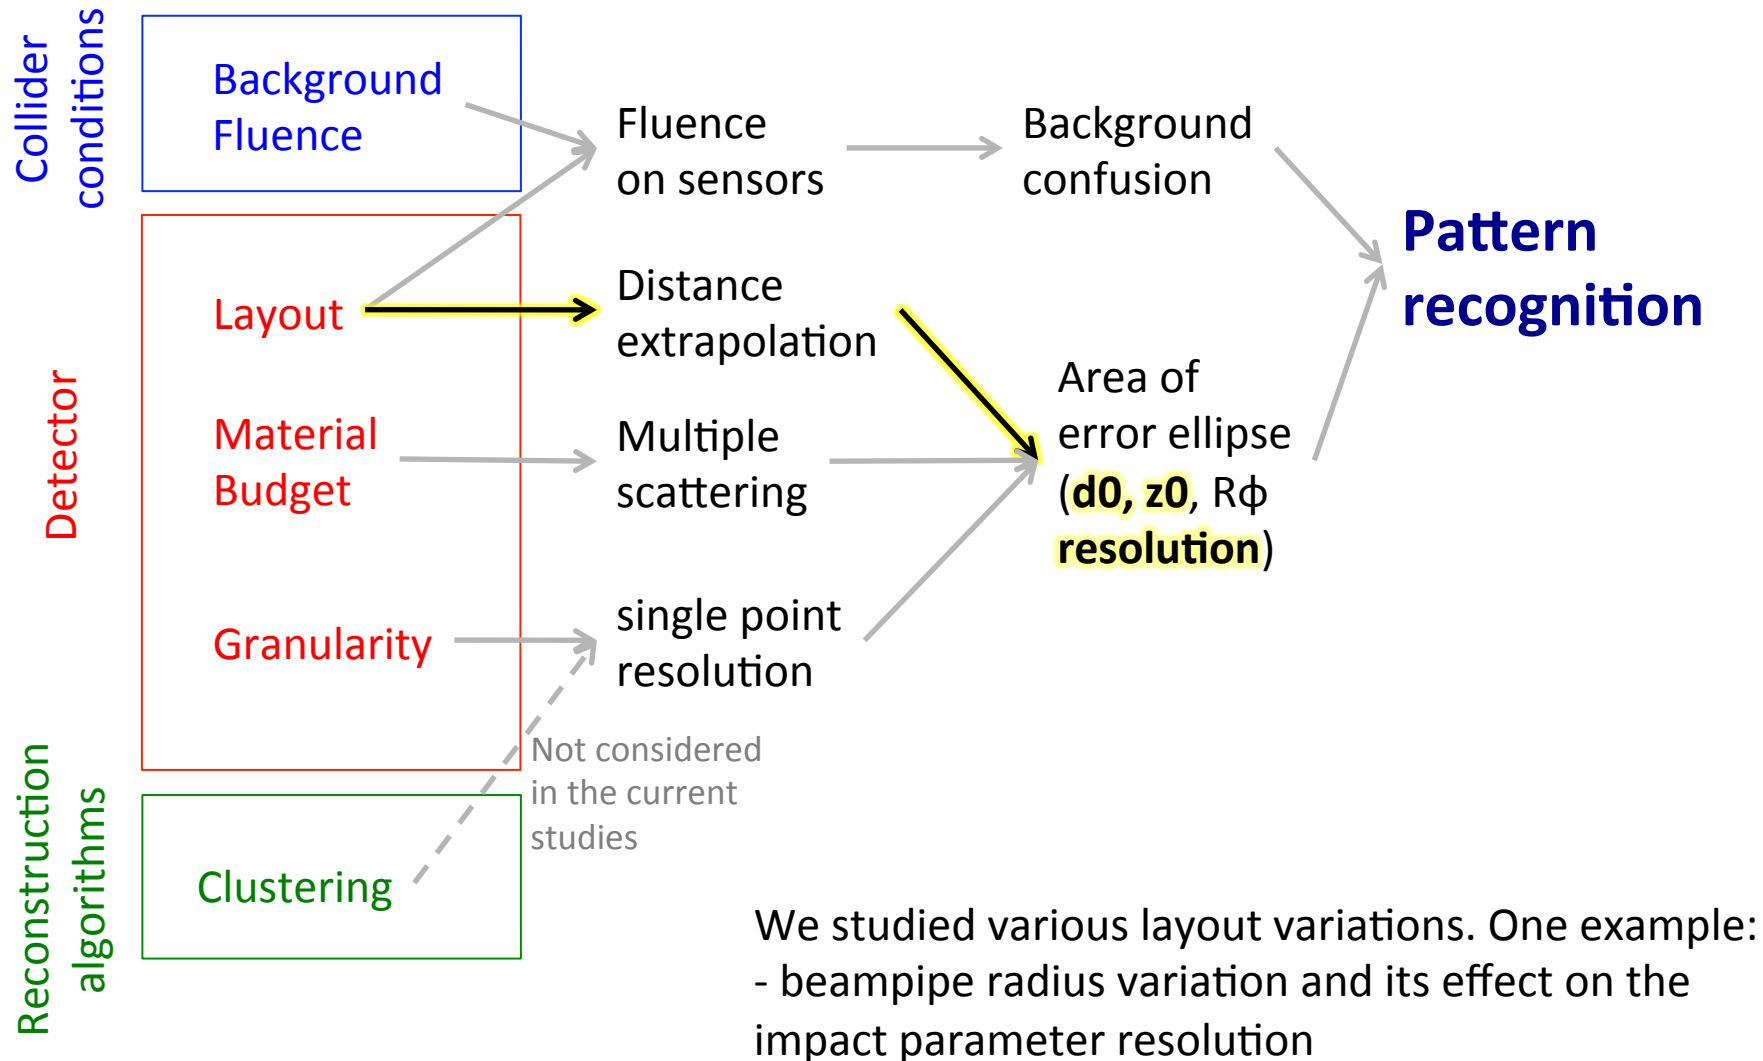 Collider
conditions
Background
Fluence
Fluence
on sensors
Background
confusion
Pattern
recognition
Detector
Layout
Distance
extrapolation
Material
Budget
Multiple
scattering
Area of
error ellipse
(d0, z0, Rϕ
resolution)
Granularity
single point
resolution
Not considered
in the current
studies
Reconstruction
algorithms
Clustering
We studied various layout variations. One example:
- beampipe radius variation and its effect on the
impact parameter resolution